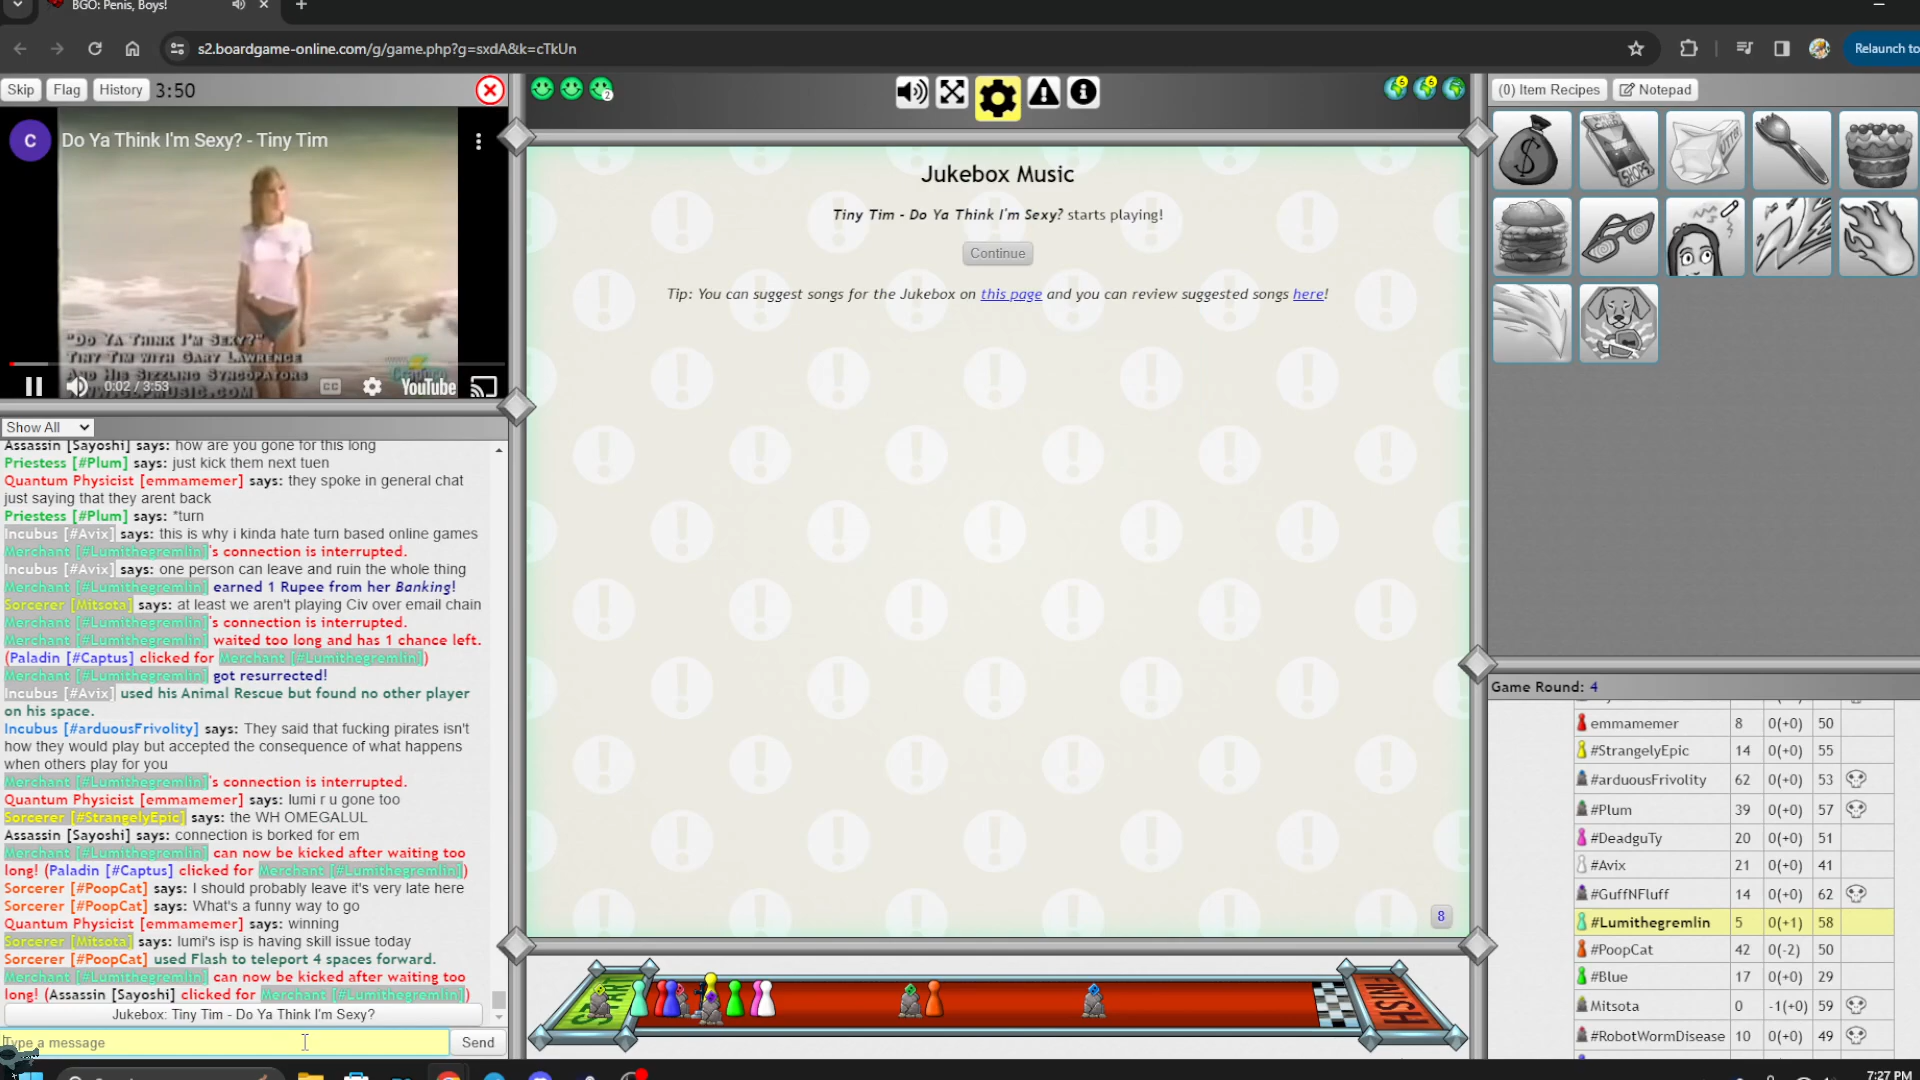 BGO: Penis, Boys!
s2.boardgame-online.com/g/game.php?g=sxdA&k=cTkUn
Relaunch to
Skip
Flag
History
3:50
C
Do Ya Think I'm Sexy? - Tiny Tim
"Do Ya Think I'm Sexy?"
Tiny Tim with Gary Lawrence
And His Sizzling Syncopators
0:02 / 3:53
CC
YouTube
2
6
6
Jukebox Music
Tiny Tim - Do Ya Think I'm Sexy? starts playing!
Continue
Tip: You can suggest songs for the Jukebox on this page and you can review suggested songs here!
8
(0) Item Recipes
Notepad
Show All
Assassin [Sayoshi] says: how are you gone for this long
Priestess [#Plum] says: just kick them next tuen
Quantum Physicist [emmamemer] says: they spoke in general chat
just saying that they arent back
Priestess [#Plum] says: *turn
Incubus [#Avix] says: this is why i kinda hate turn based online games
Merchant [#Lumithegremlin]'s connection is interrupted.
Incubus [#Avix] says: one person can leave and ruin the whole thing
Merchant [#Lumithegremlin] earned 1 Rupee from her Banking!
Sorcerer [Mitsota] says: at least we aren't playing Civ over email chain
Merchant [#Lumithegremlin]'s connection is interrupted.
Merchant [#Lumithegremlin] waited too long and has 1 chance left.
(Paladin [#Captus] clicked for Merchant [#Lumithegremlin])
Merchant [#Lumithegremlin] got resurrected!
Incubus [#Avix] used his Animal Rescue but found no other player
on his space.
Incubus [#arduousFrivolity] says: They said that fucking pirates isn't
how they would play but accepted the consequence of what happens
when others play for you
Merchant [#Lumithegremlin]'s connection is interrupted.
Quantum Physicist [emmamemer] says: lumi r u gone too
Sorcerer [#StrangelyEpic] says: the WH OMEGALUL
Assassin [Sayoshi] says: connection is borked for em
Merchant [#Lumithegremlin] can now be kicked after waiting too
long! (Paladin [#Captus] clicked for Merchant [#Lumithegremlin])
Sorcerer [#PoopCat] says: I should probably leave it's very late here
Sorcerer [#PoopCat] says: What's a funny way to go
Quantum Physicist [emmamemer] says: winning
Sorcerer [Mitsota] says: lumi's isp is having skill issue today
Sorcerer [#PoopCat] used Flash to teleport 4 spaces forward.
Merchant [#Lumithegremlin] can now be kicked after waiting too
long! (Assassin [Sayoshi] clicked for Merchant [#Lumithegremlin])
Jukebox: Tiny Tim - Do Ya Think I'm Sexy?
Type a message
Send
FINISH
Game Round: 4
emmamemer 8 0(+0) 50
#StrangelyEpic 14 0(+0) 55
#arduousFrivolity 62 0(+0) 53
#Plum 39 0(+0) 57
#DeadguTy 20 0(+0) 51
#Avix 21 0(+0) 41
#GuffNFluff 14 0(+0) 62
#Lumithegremlin 5 0(+1) 58
#PoopCat 42 0(-2) 50
#Blue 17 0(+0) 29
Mitsota 0 -1(+0) 59
#RobotWormDisease 10 0(+0) 49
7:27 PM